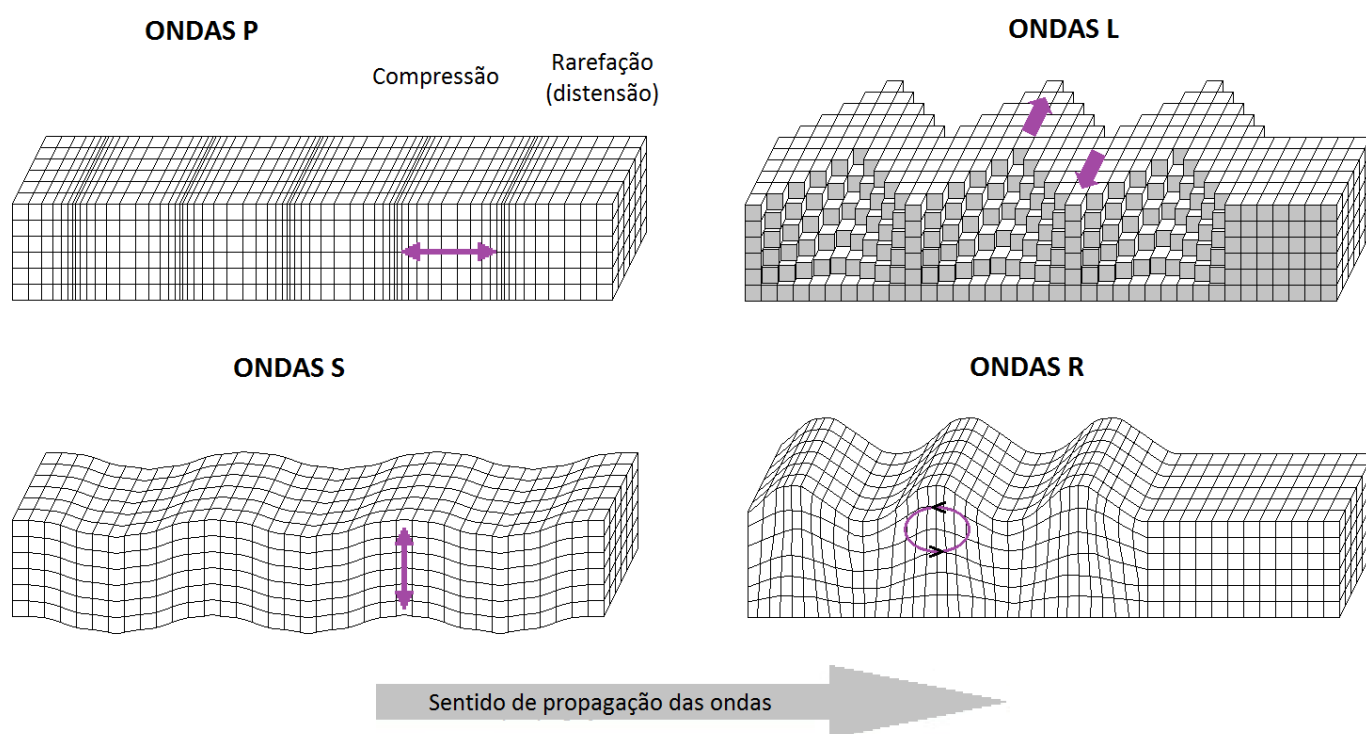 ONDAS P
Compressão
Rarefação
(distensão)
ONDAS L
ONDAS S
ONDAS R
Sentido de propagação das ondas